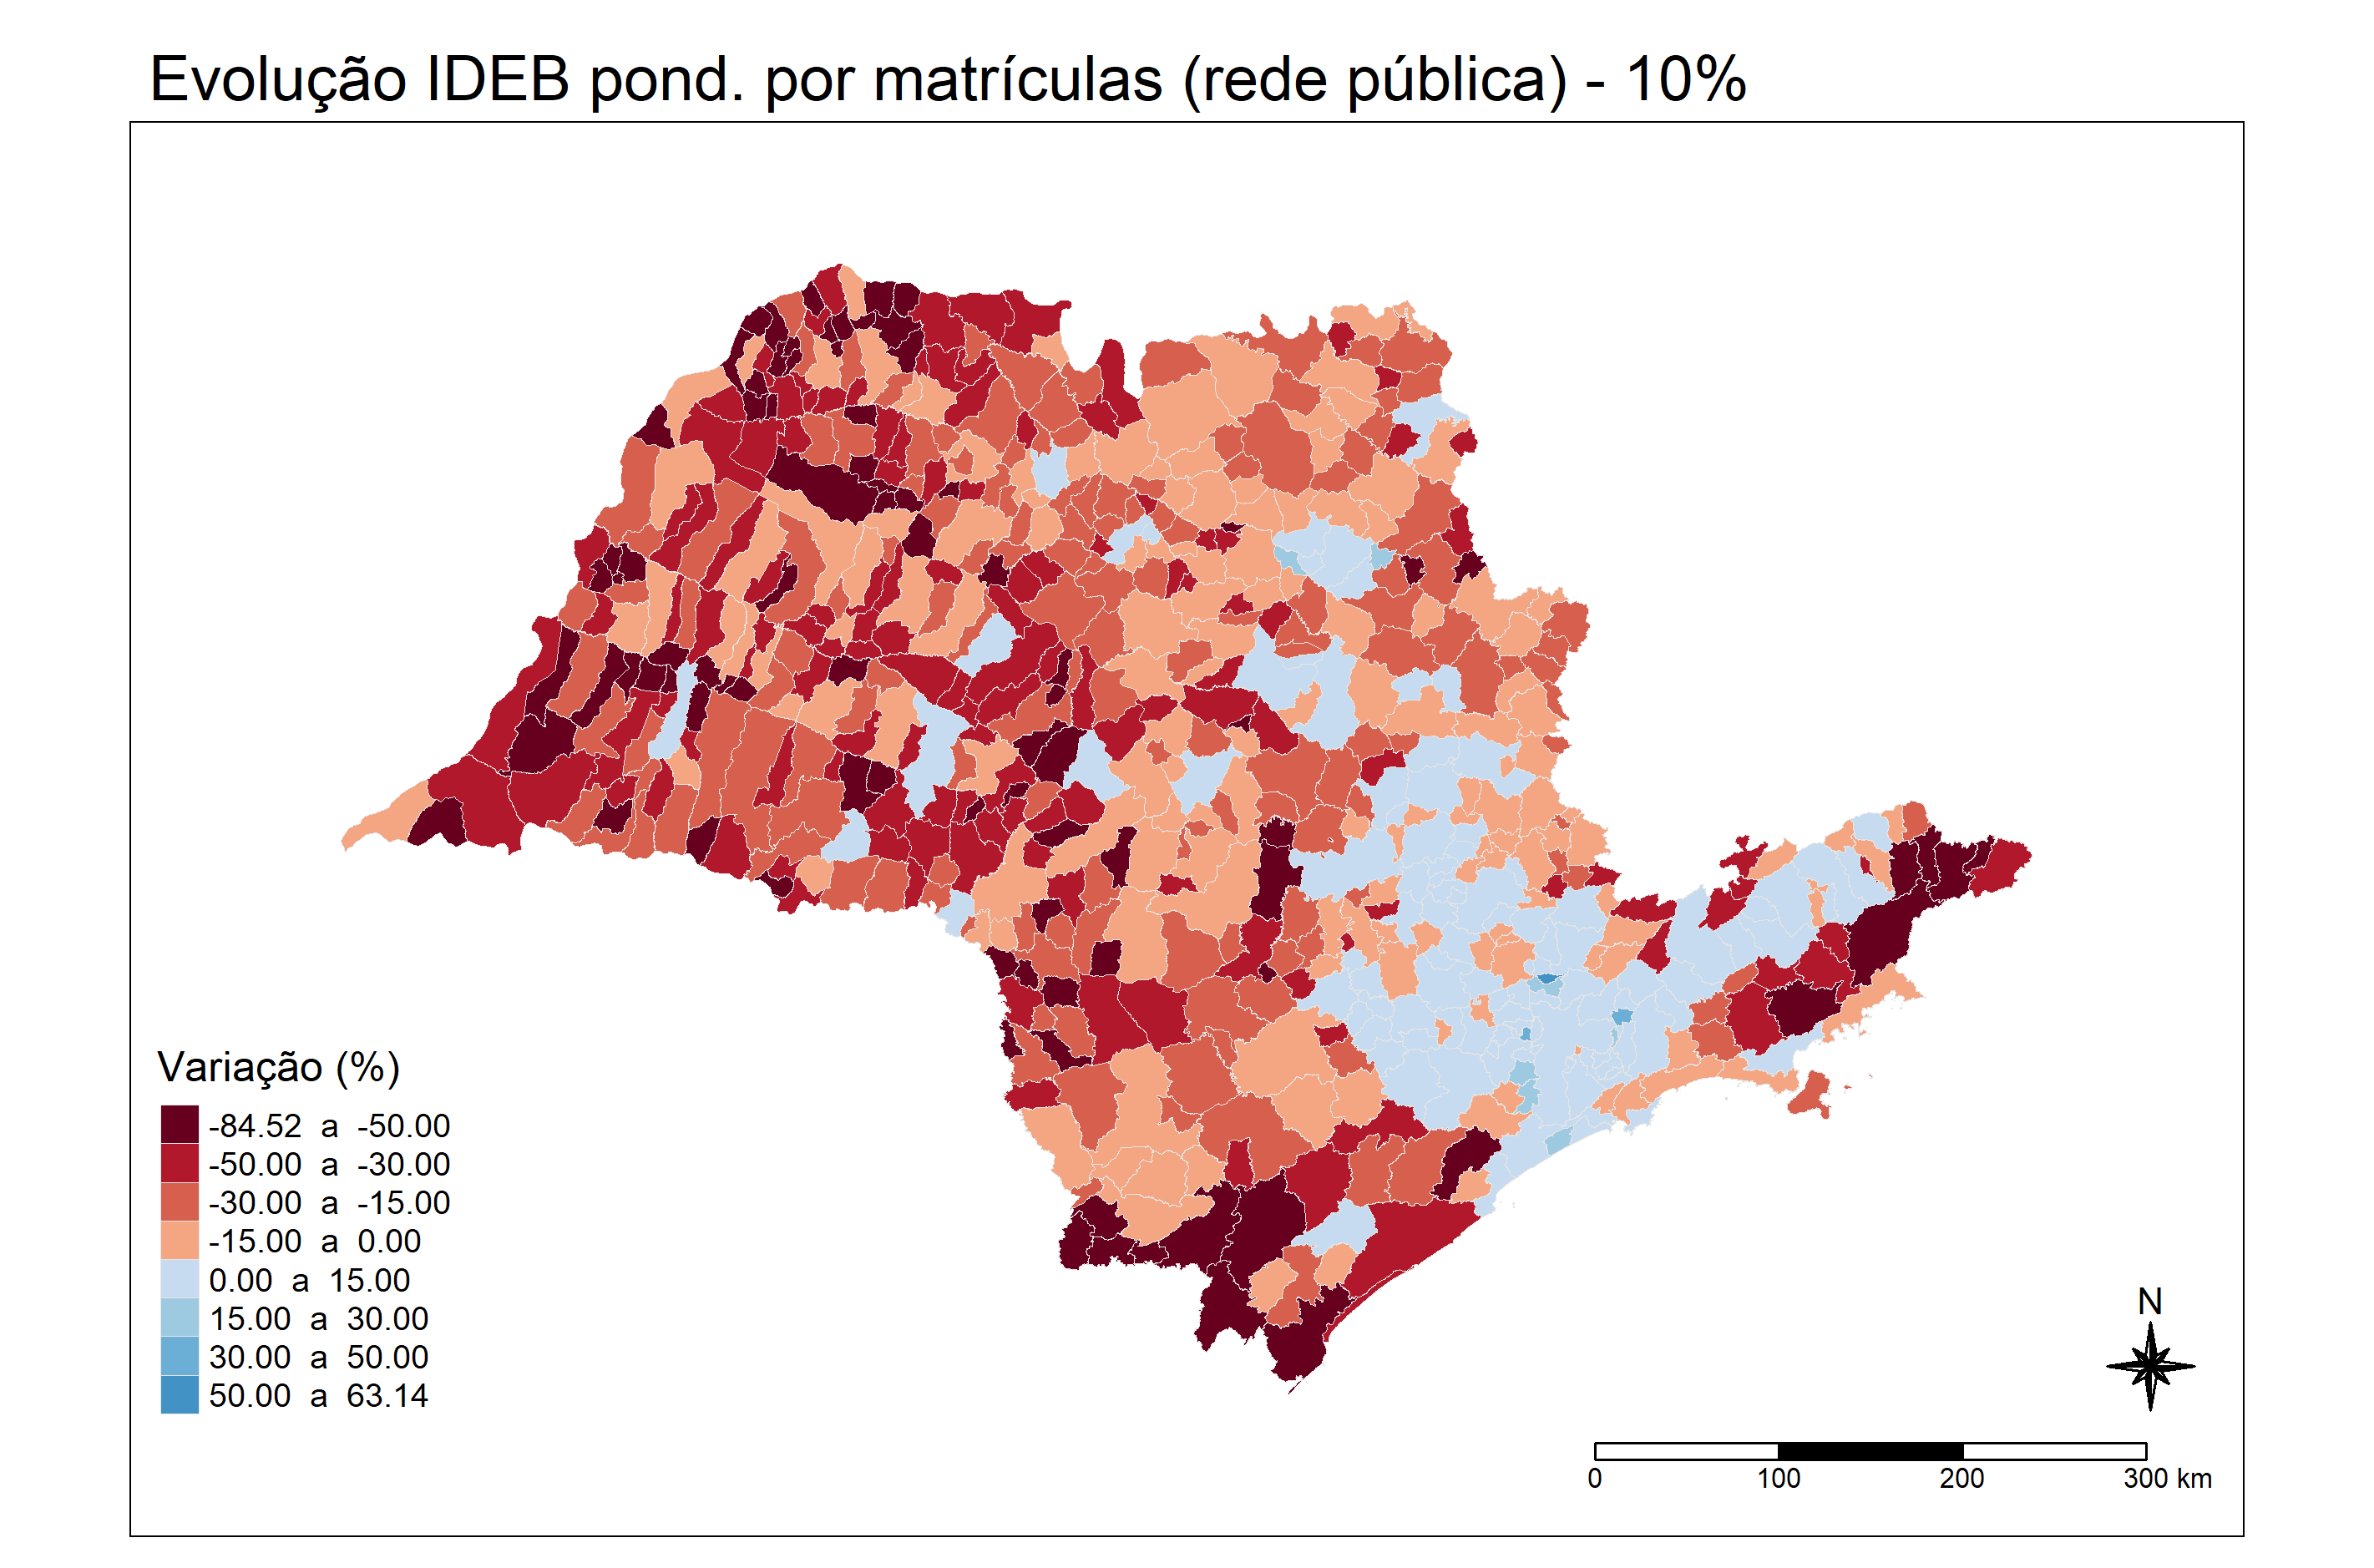 Evolução IDEB pond. por matrículas (rede pública) - 10%
Variação (%)
-84.52 a -50.00
-50.00 a -30.00
-30.00 a -15.00
-15.00 a 0.00
0.00 a 15.00
15.00 a 30.00
30.00 a 50.00
50.00 a 63.14
N
0 100 200 300 km